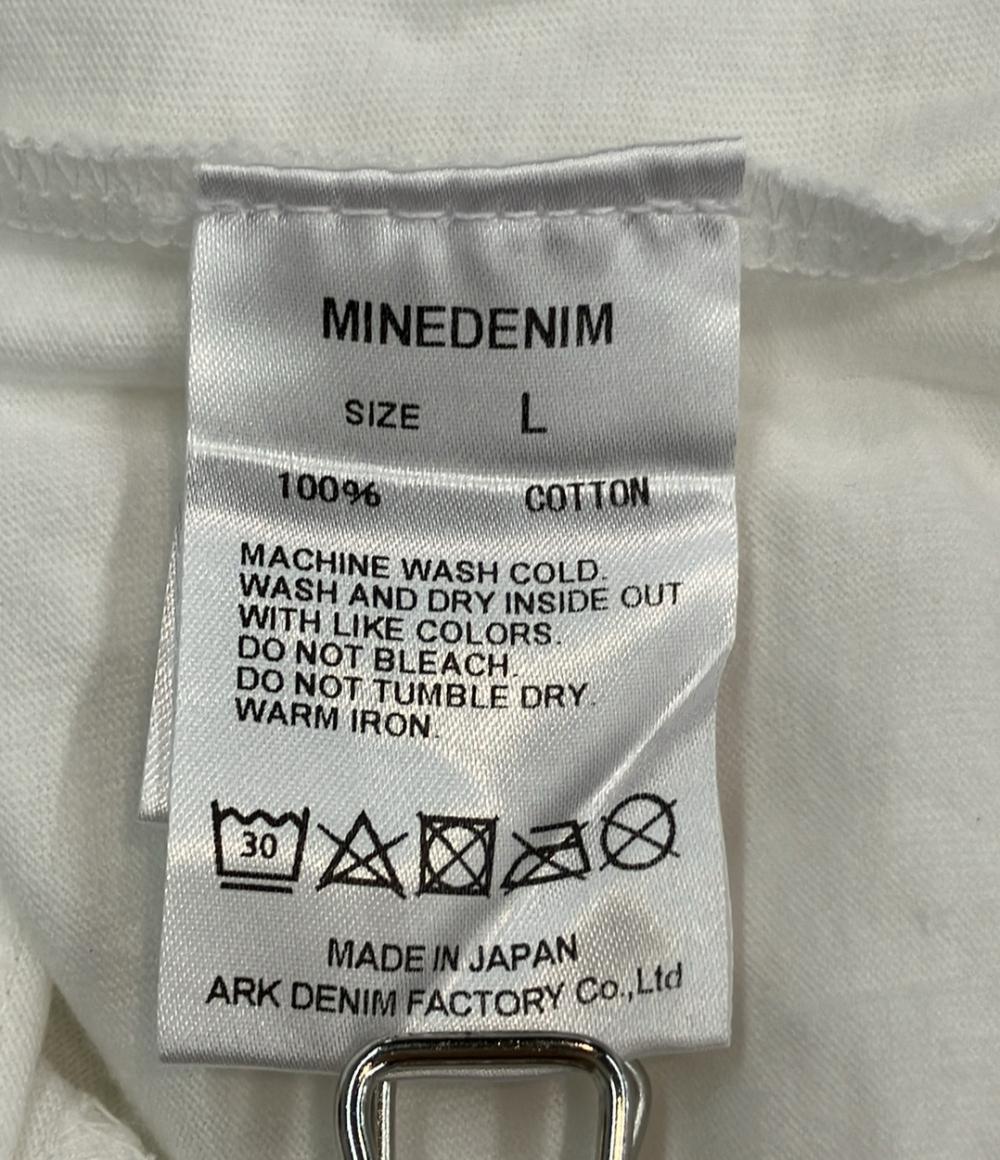 MINEDENIM
SIZE L
100% COTTON
MACHINE WASH COLD.
WASH AND DRY INSIDE OUT
WITH LIKE COLORS.
DO NOT BLEACH.
DO NOT TUMBLE DRY.
WARM IRON.
30
MADE IN JAPAN
ARK DENIM FACTORY Co.,Ltd